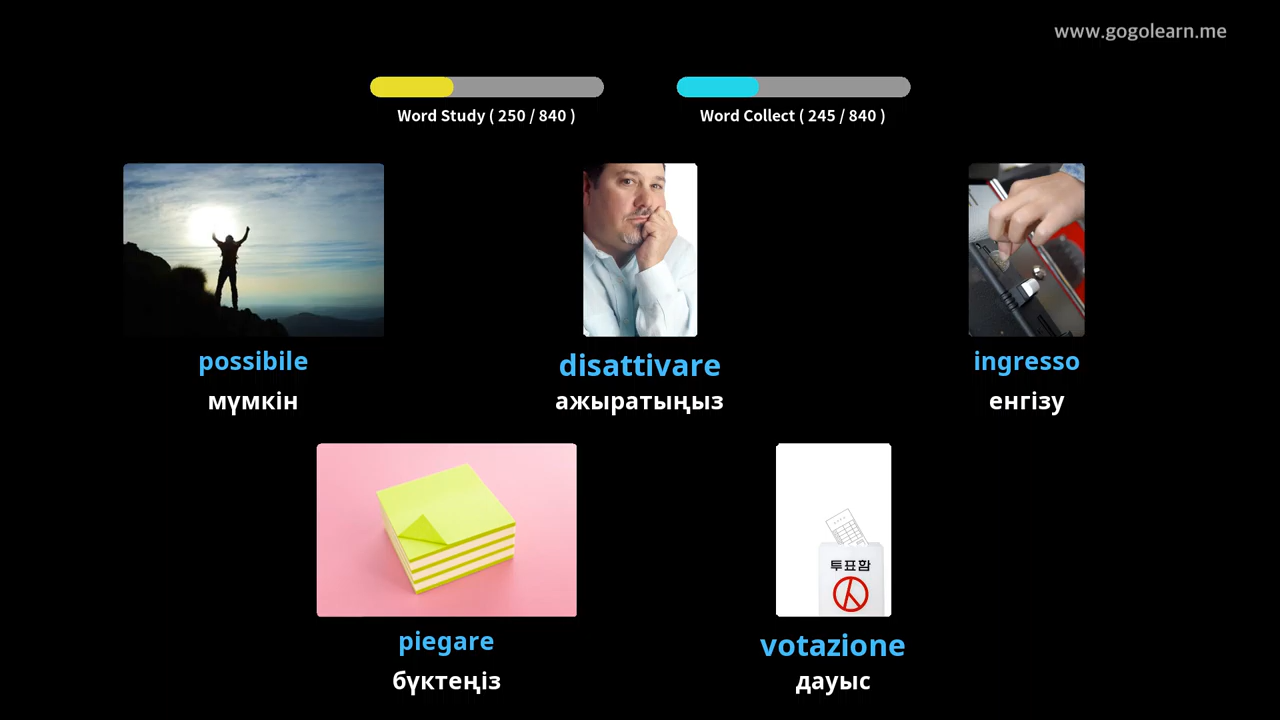 www.gogolearn.me
Word Study ( 250 / 840 )
Word Collect ( 245 / 840 )
possibile
мүмкін
disattivare
ажыратыңыз
ingresso
енгізу
piegare
бүктеңіз
투표함
votazione
дауыс